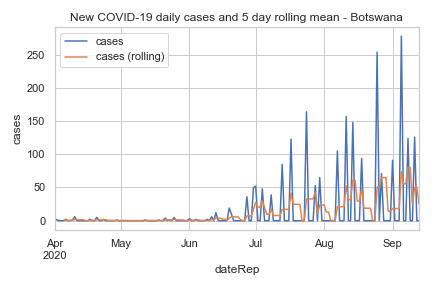 New COVID-19 daily cases and 5 day rolling mean - Botswana
cases
cases (rolling)
250
200
150
100
50
0
cases
Apr
2020
May
Jun
Jul
Aug
Sep
dateRep